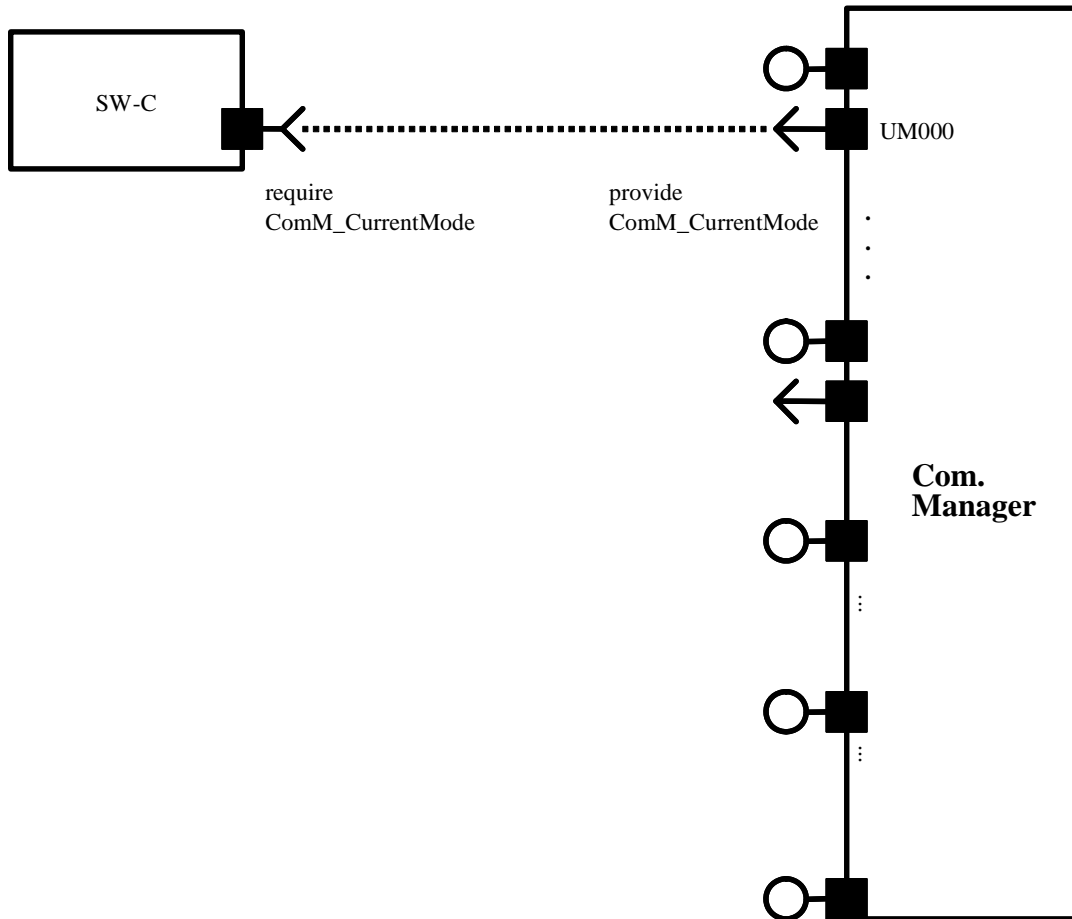 SW-C
UM000
require
ComM_CurrentMode
provide
ComM_CurrentMode
Com.
Manager